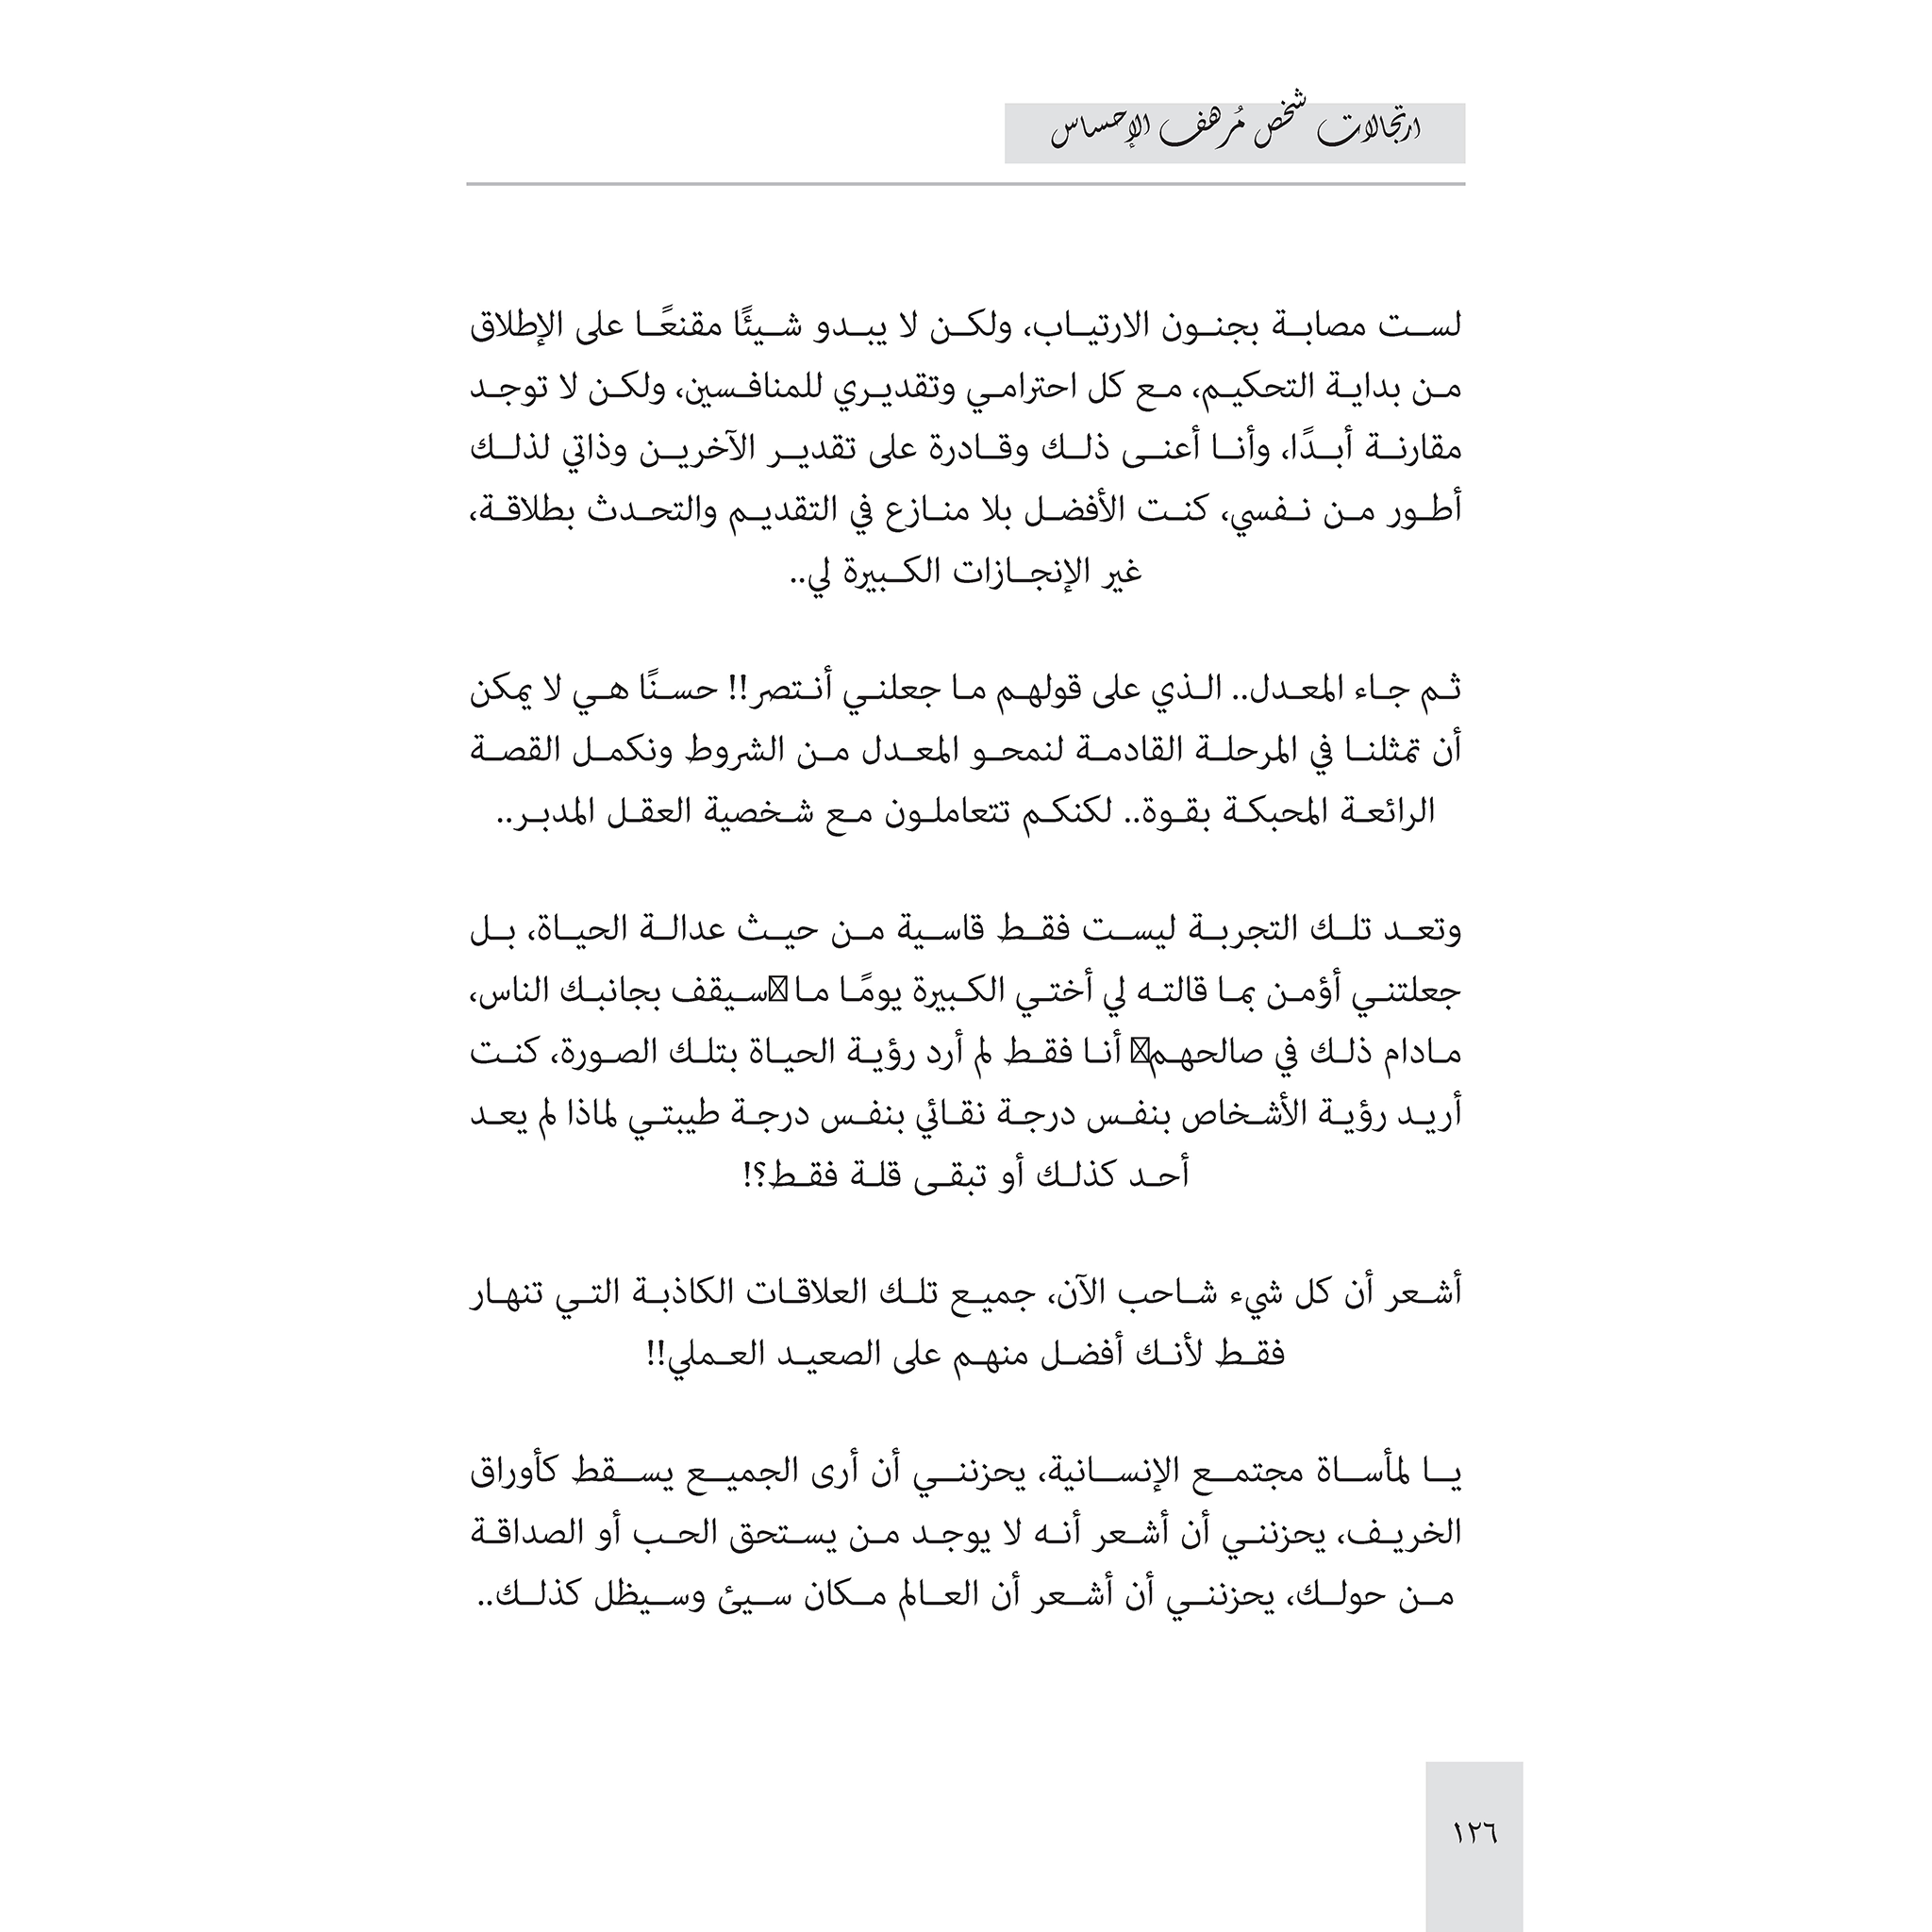 ارتجالات شخص مُرهف الإحساس
لست مصابة بجنون الارتياب، ولكن لا يبدو شيئًا مقنعًا على الإطلاق
من بداية التحكيم، مع كل احترامي وتقديري للمنافسين، ولكن لا توجد
مقارنة أبدًا، وأنا أعنى ذلك وقادرة على تقدير الآخرين وذاتي لذلك
أطور من نفسي، كنت الأفضل بلا منازع في التقديم والتحدث بطلاقة،
غير الإنجازات الكبيرة لي..
ثم جاء المعدل.. الذي على قولهم ما جعلني أنتصر!! حسنًا هي لا يمكن
أن تمثلنا في المرحلة القادمة لنمحو المعدل من الشروط ونكمل القصة
الرائعة المحبكة بقوة.. لكنكم تتعاملون مع شخصية العقل المدبر..
وتعد تلك التجربة ليست فقط قاسية من حيث عدالة الحياة، بل
جعلتني أؤمن بما قالته لي أختي الكبيرة يومًا ما سيقف بجانبك الناس،
مادام ذلك في صالحهم أنا فقط لم أرد رؤية الحياة بتلك الصورة، كنت
أريد رؤية الأشخاص بنفس درجة نقائي بنفس درجة طيبتي لماذا لم يعد
أحد كذلك أو تبقى قلة فقط؟!
أشعر أن كل شيء شاحب الآن، جميع تلك العلاقات الكاذبة التي تنهار
فقط لأنك أفضل منهم على الصعيد العملي!!
يا لمأساة مجتمع الإنسانية، يحزنني أن أرى الجميع يسقط كأوراق
الخريف، يحزنني أن أشعر أنه لا يوجد من يستحق الحب أو الصداقة
من حولك، يحزنني أن أشعر أن العالم مكان سيئ وسيظل كذلك..
١٢٦